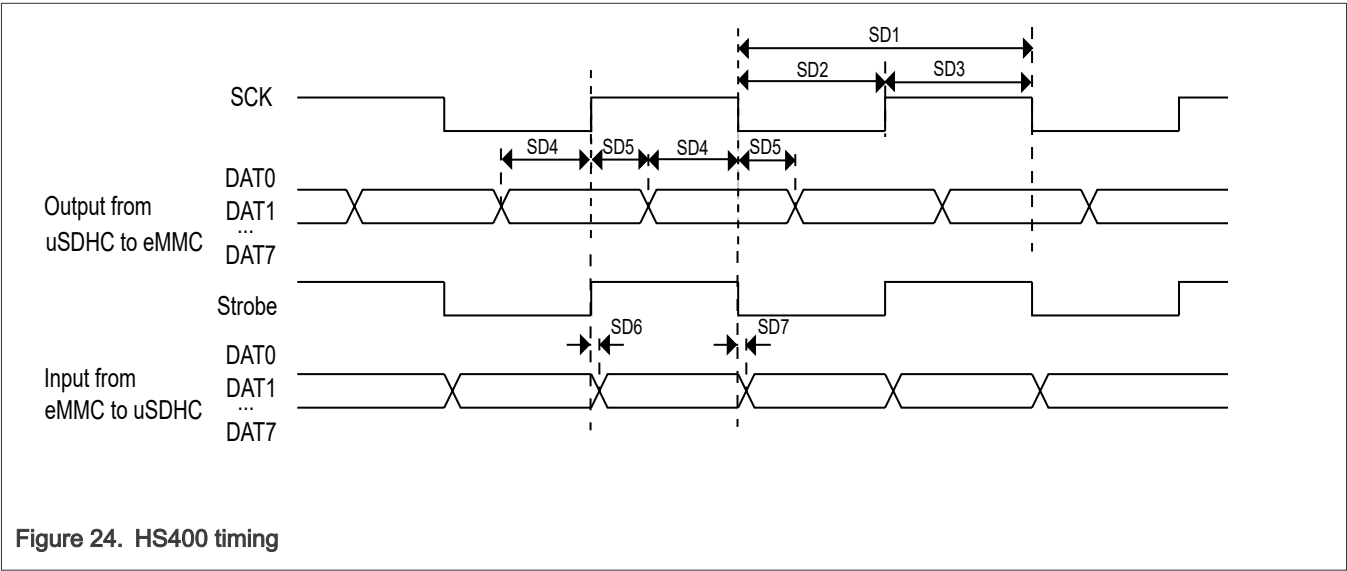 SD1
SD2 SD3
SCK
SD4 SD5 SD4 SD5
DAT0
Output from DAT1
...
uSDHC to eMMC
DAT7
Strobe
SD6 SD7
DAT0
Input from DAT1
...
eMMC to uSDHC
DAT7
Figure 24. HS400 timing